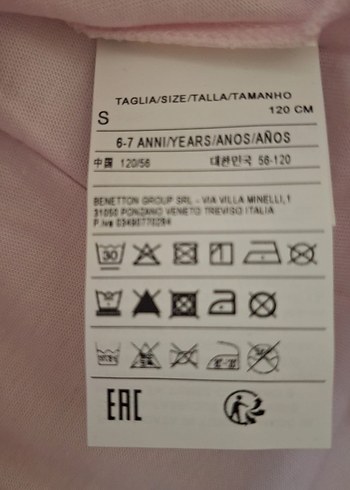 TAGLIA/SIZE/TALLA/TAMANHO
S 120 CM
6-7 ANNI/YEARS/ANOS/AÑOS
中国 120/56 대한민국 56-120
BENETTON GROUP SRL - VIA VILLA MINELLI,1
31050 PONZANO VENETO TREVISO ITALIA
P.Iva 03490770264
30
EAC